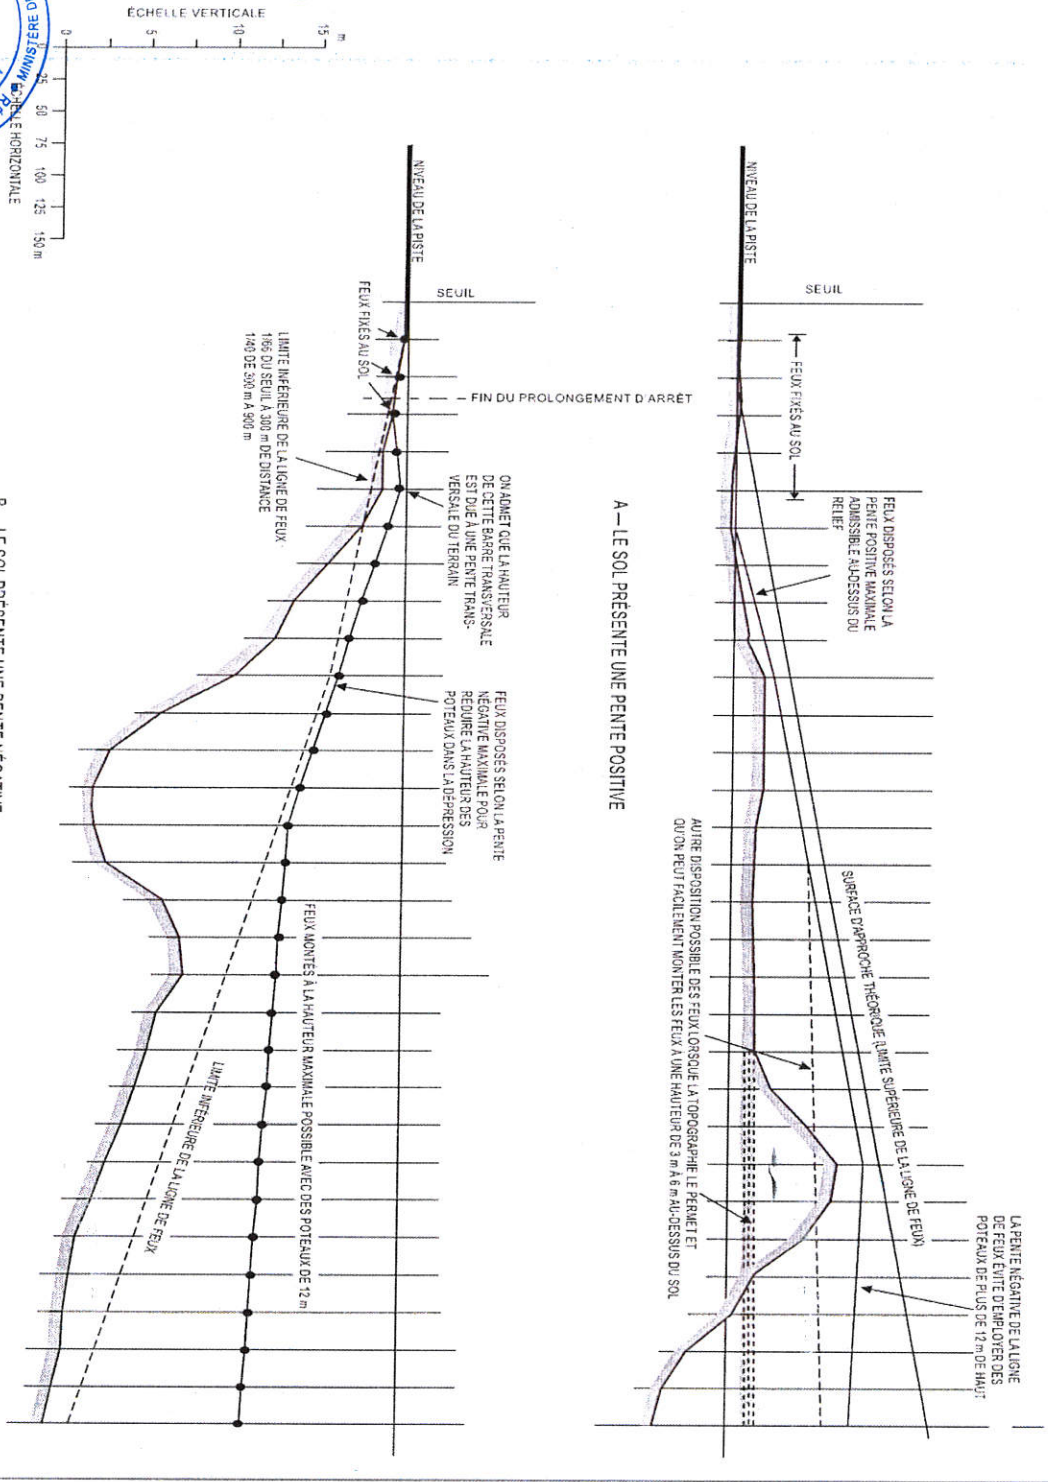 ÉCHELLE VERTICALE
0
5
10
15
m
MINISTÈRE DU
0
25
50
75
100
125
150 m
ÉCHELLE HORIZONTALE
NIVEAU DE LA PISTE
SEUIL
FEUX FIXÉS AU SOL
FEUX DISPOSÉS SELON LA
PENTE POSITIVE MAXIMALE
ADMISSIBLE AU-DESSUS DU
RELIEF
SURFACE D'APPROCHE THÉORIQUE (LIMITE SUPÉRIEURE DE LA LIGNE DE FEUX)
LA PENTE NÉGATIVE DE LA LIGNE
DE FEUX ÉVITE D'EMPLOYER DES
POTEAUX DE PLUS DE 12 m DE HAUT
AUTRE DISPOSITION POSSIBLE DES FEUX LORSQUE LA TOPOGRAPHIE LE PERMET ET
QU'ON PEUT FACILEMENT MONTER LES FEUX À UNE HAUTEUR DE 3 m À 6 m AU-DESSUS DU SOL
A — LE SOL PRÉSENTE UNE PENTE POSITIVE
NIVEAU DE LA PISTE
SEUIL
FEUX FIXÉS AU SOL
FIN DU PROLONGEMENT D'ARRÊT
ON ADMET QUE LA HAUTEUR
DE CETTE BARRE TRANSVERSALE
EST DUE À UNE PENTE TRANS-
VERSALE DU TERRAIN
FEUX DISPOSÉS SELON LA PENTE
NÉGATIVE MAXIMALE POUR
RÉDUIRE LA HAUTEUR DES
POTEAUX DANS LA DÉPRESSION
LIMITE INFÉRIEURE DE LA LIGNE DE FEUX
1/66 DU SEUIL À 300 m DE DISTANCE
1/40 DE 300 m À 900 m
FEUX MONTÉS À LA HAUTEUR MAXIMALE POSSIBLE AVEC DES POTEAUX DE 12 m
LIMITE INFÉRIEURE DE LA LIGNE DE FEUX